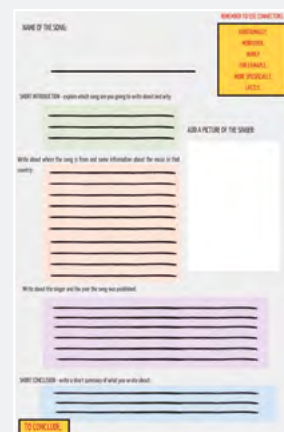 REMEMBER TO USE CONNECTORS
NAME OF THE SONG:
ADDITIONALLY,
MOREOVER,
NAMELY
FOR EXAMPLE,
MORE SPECIFICALLY,
LASTLY,
SHORT INTRODUCTION - explain which song are you going to write about and why
ADD A PICTURE OF THE SINGER:
Write about where the song is from and some information about the music in that
country:
Write about the singer and the year the song was published:
SHORT CONCLUSION - write a short summary of what you wrote about:
TO CONCLUDE,